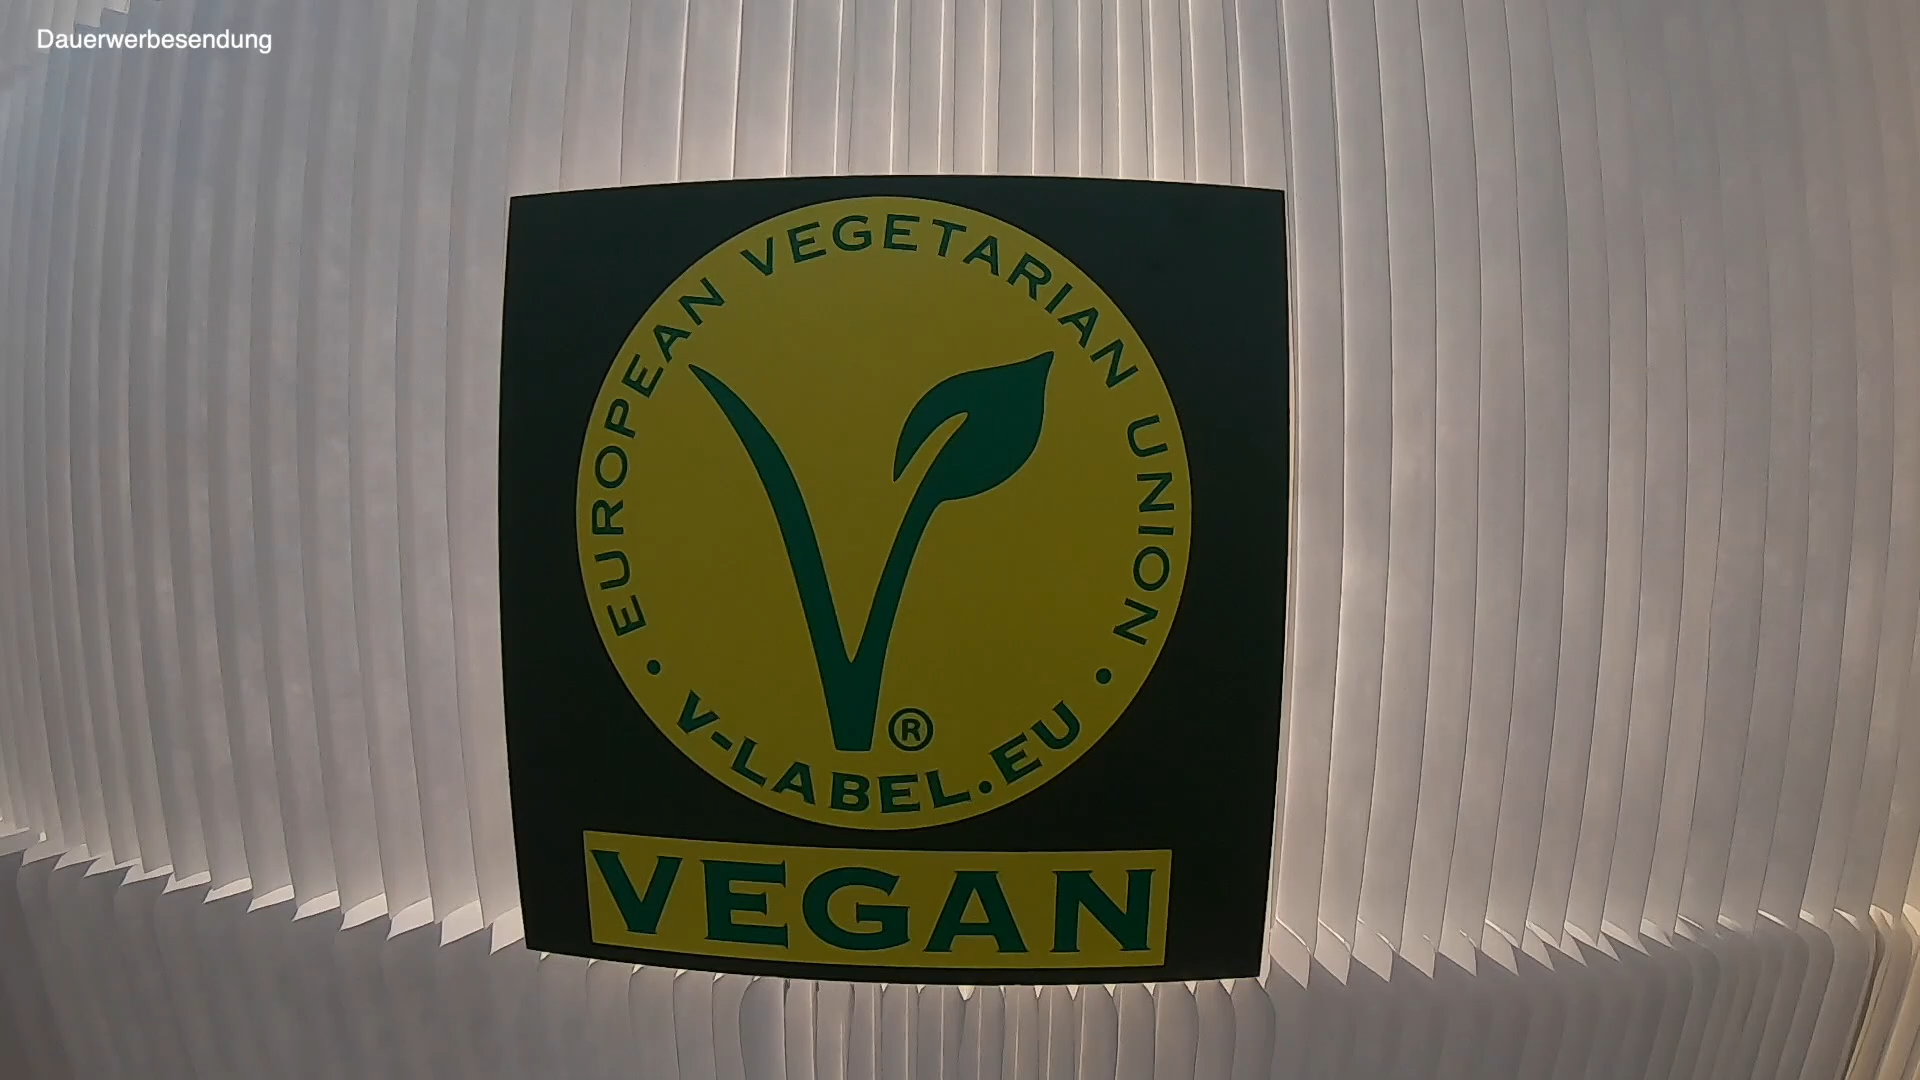 Dauerwerbesendung
EUROPEAN VEGETARIAN UNION
• V-LABEL.EU •
®
VEGAN